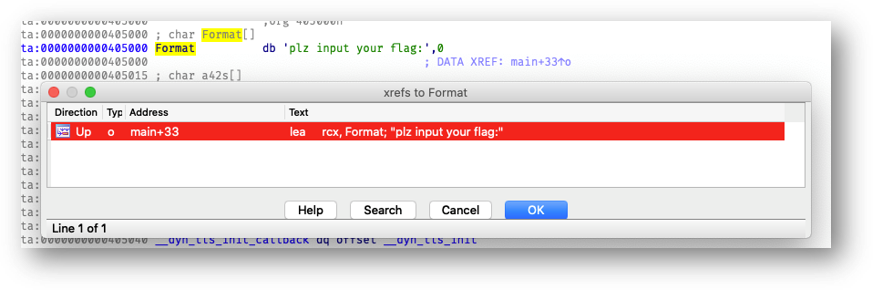 ta:0000000000405000 ;org 405000h
ta:0000000000405000 ; char Format[]
ta:0000000000405000 Format db 'plz input your flag:',0
ta:0000000000405000 ; DATA XREF: main+33↑o
ta:0000000000405015 ; char a42s[]
ta:
xrefs to Format
ta:
Direction Typ Address Text
ta:
Up o main+33 lea rcx, Format; "plz input your flag:"
ta:
ta:
ta:
ta:
ta:
ta:
Help Search Cancel OK
ta:
Line 1 of 1
ta:0000000000405040 __dyn_tls_init_callback dq offset __dyn_tls_init